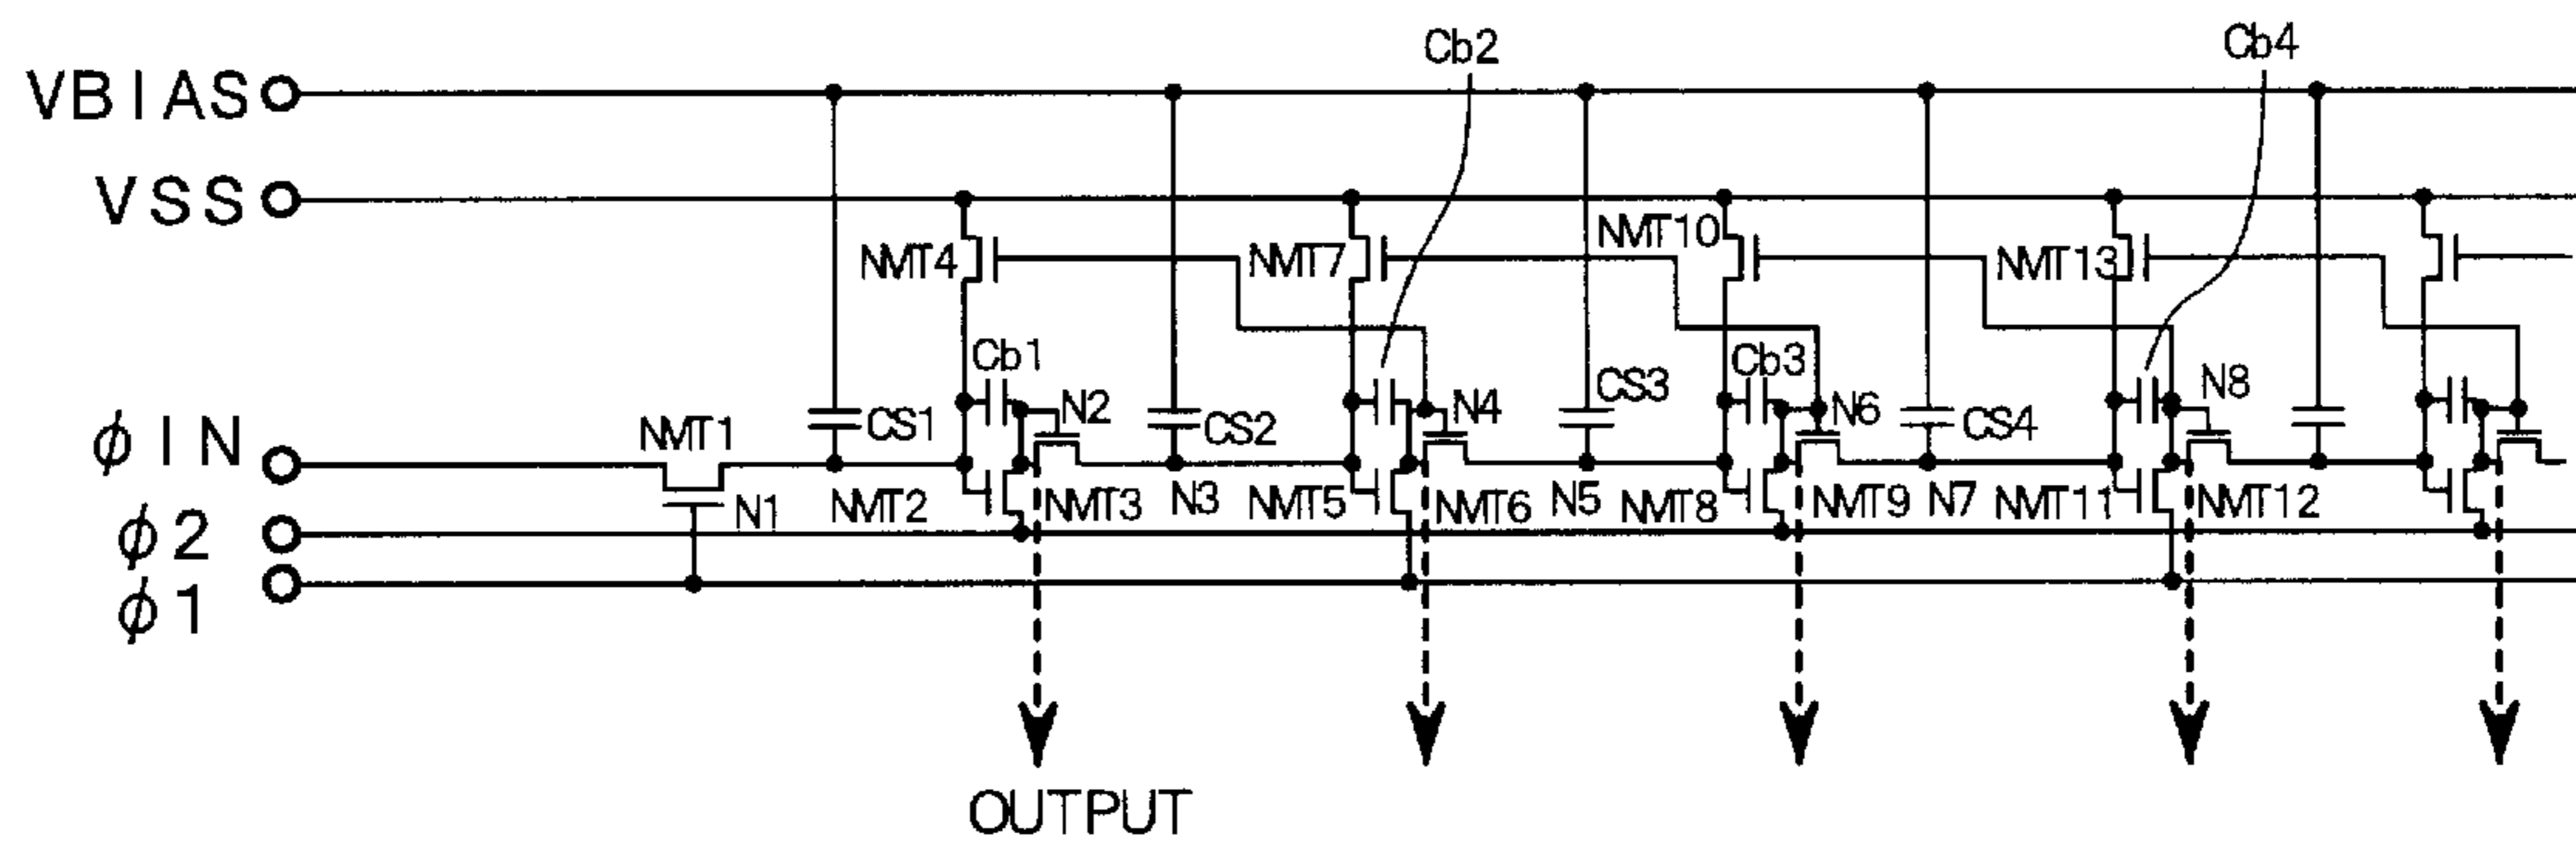 Cb2
Cb4
VBIAS
VSS
NMT4
NMT7
NMT10
NMT13
Cb1
Cb3
N2
N4
CS3
N6
N8
φIN
NMT1
CS1
CS2
CS4
N1
NMT2
NMT3
N3
NMT5
NMT6
N5
NMT8
NMT9
N7
NMT11
NMT12
φ2
φ1
OUTPUT